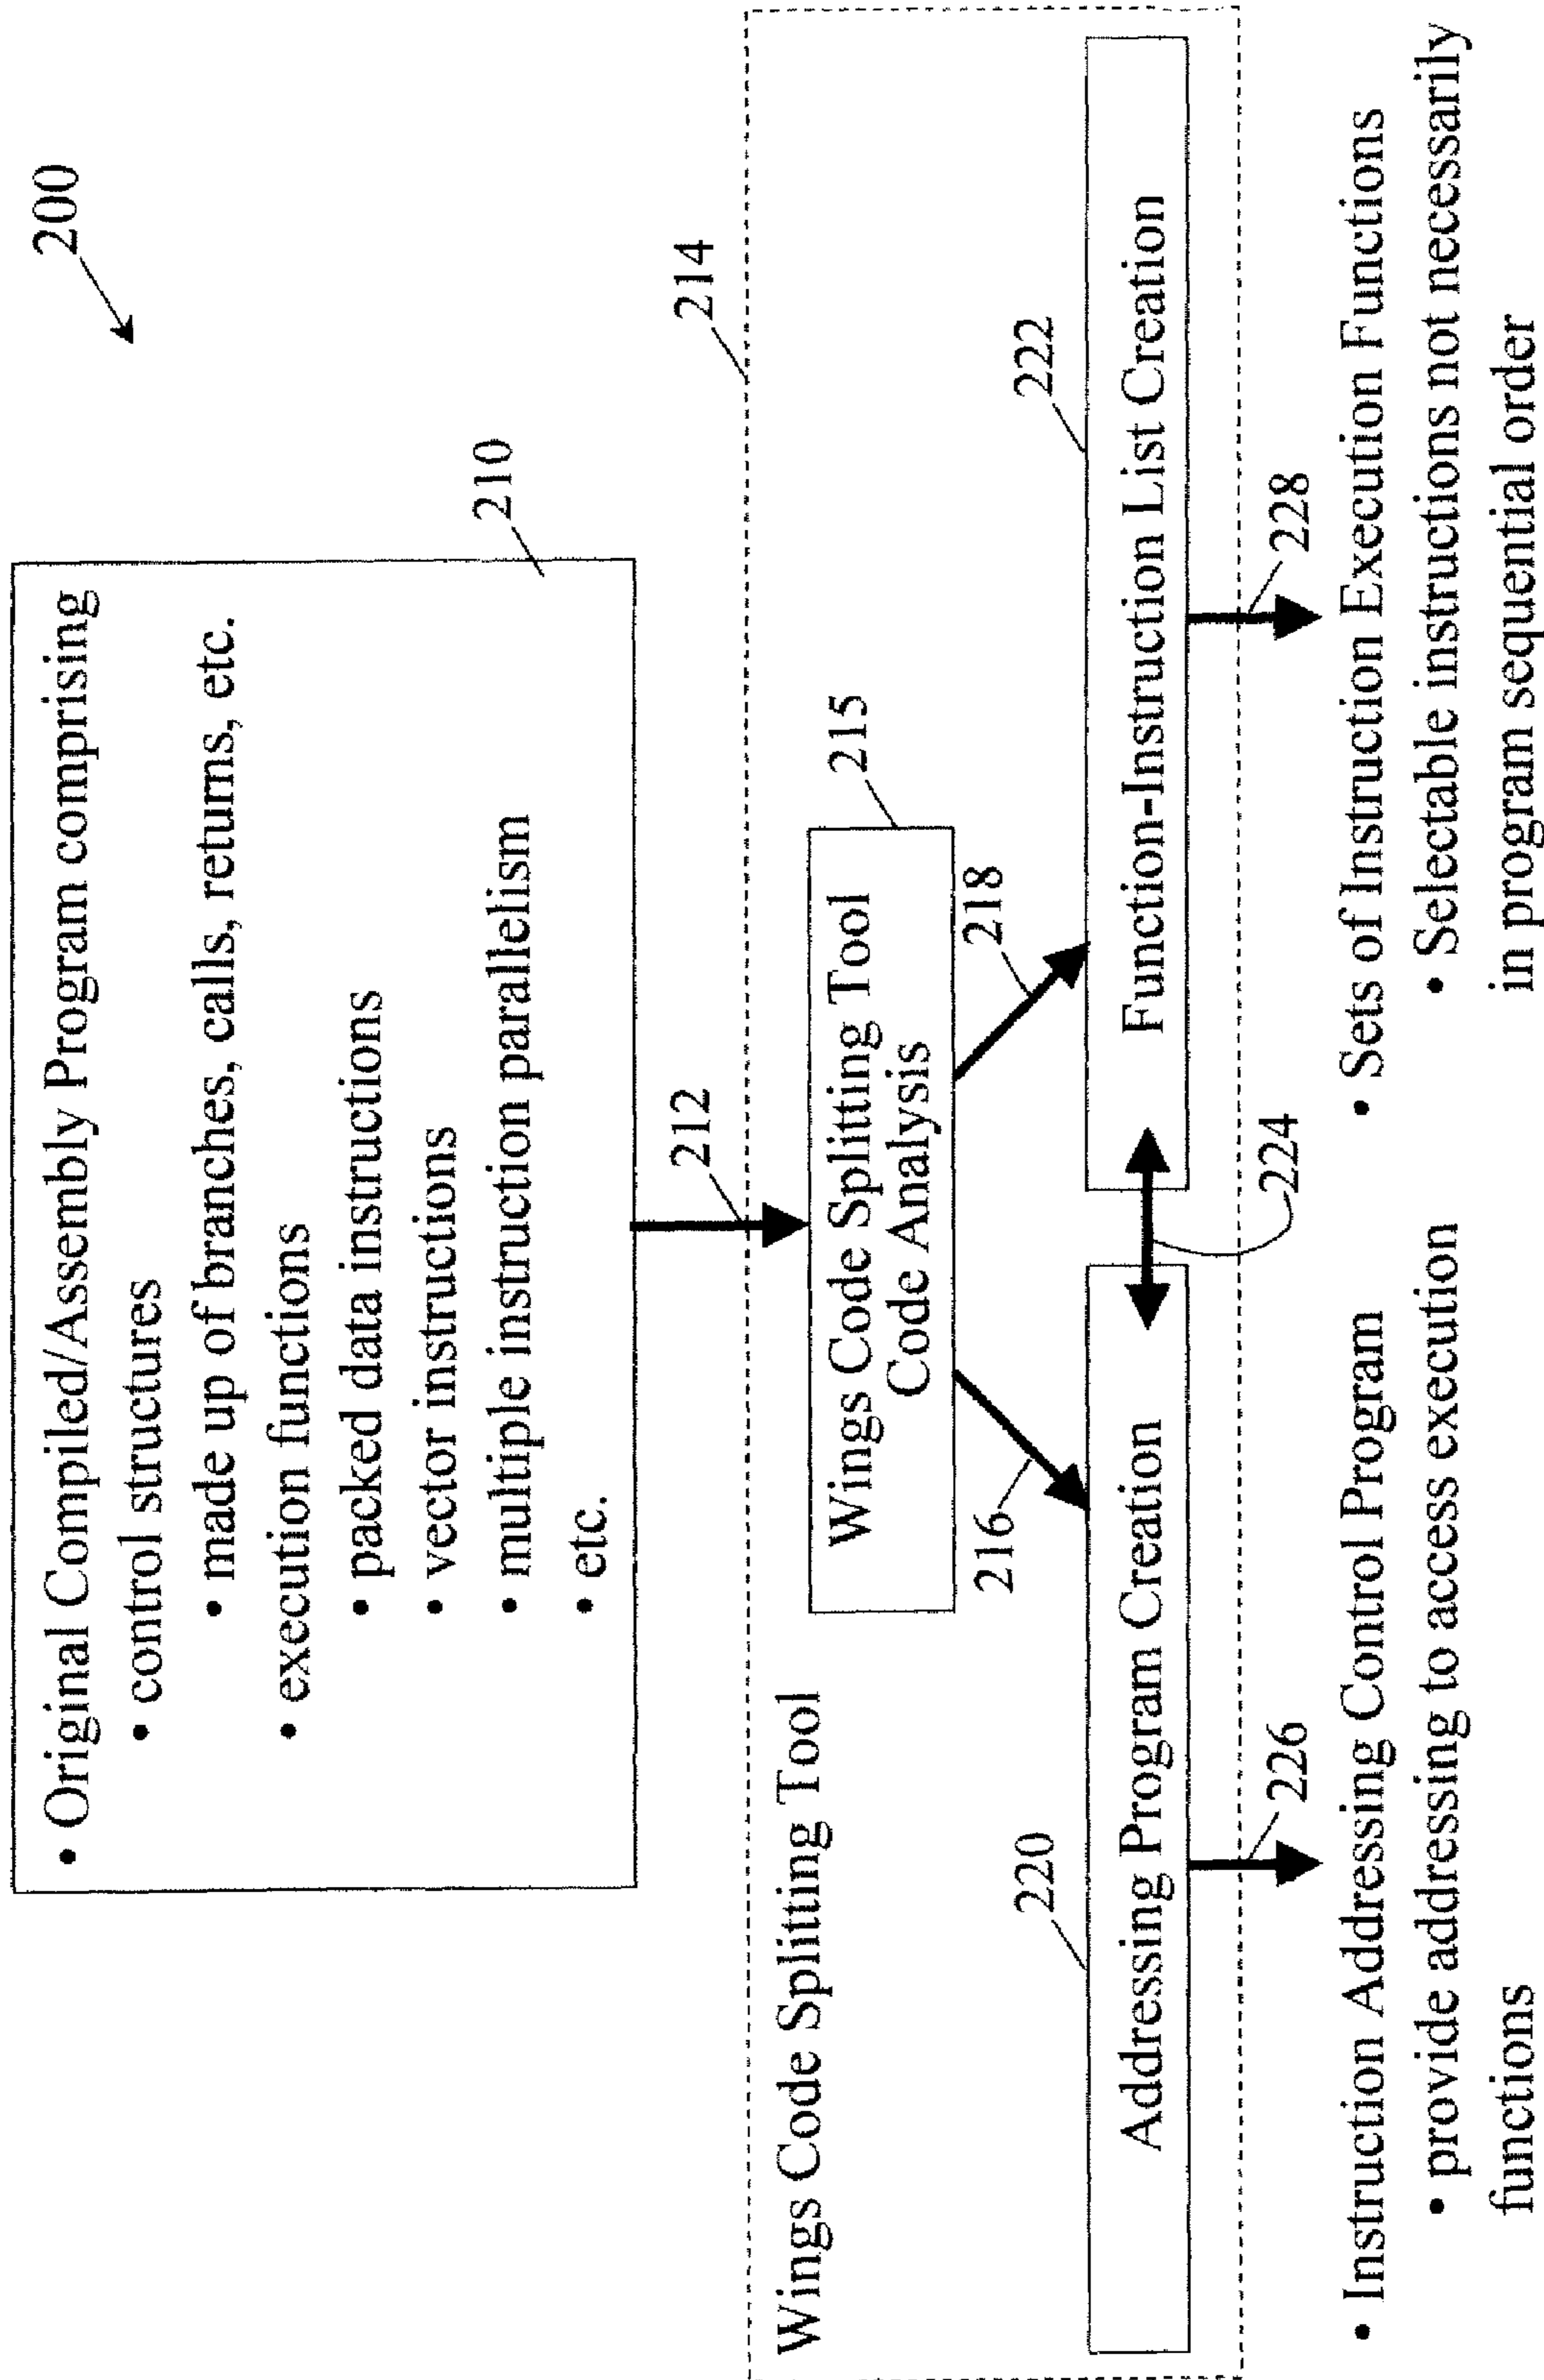 200
• Original Compiled/Assembly Program comprising
• control structures
• made up of branches, calls, returns, etc.
• execution functions
• packed data instructions
• vector instructions
• multiple instruction parallelism
• etc.
210
212
214
Wings Code Splitting Tool
Wings Code Splitting Tool
Code Analysis
215
216
218
220
222
Addressing Program Creation
Function-Instruction List Creation
224
226
228
• Instruction Addressing Control Program
• provide addressing to access execution
functions
• Sets of Instruction Execution Functions
• Selectable instructions not necessarily
in program sequential order